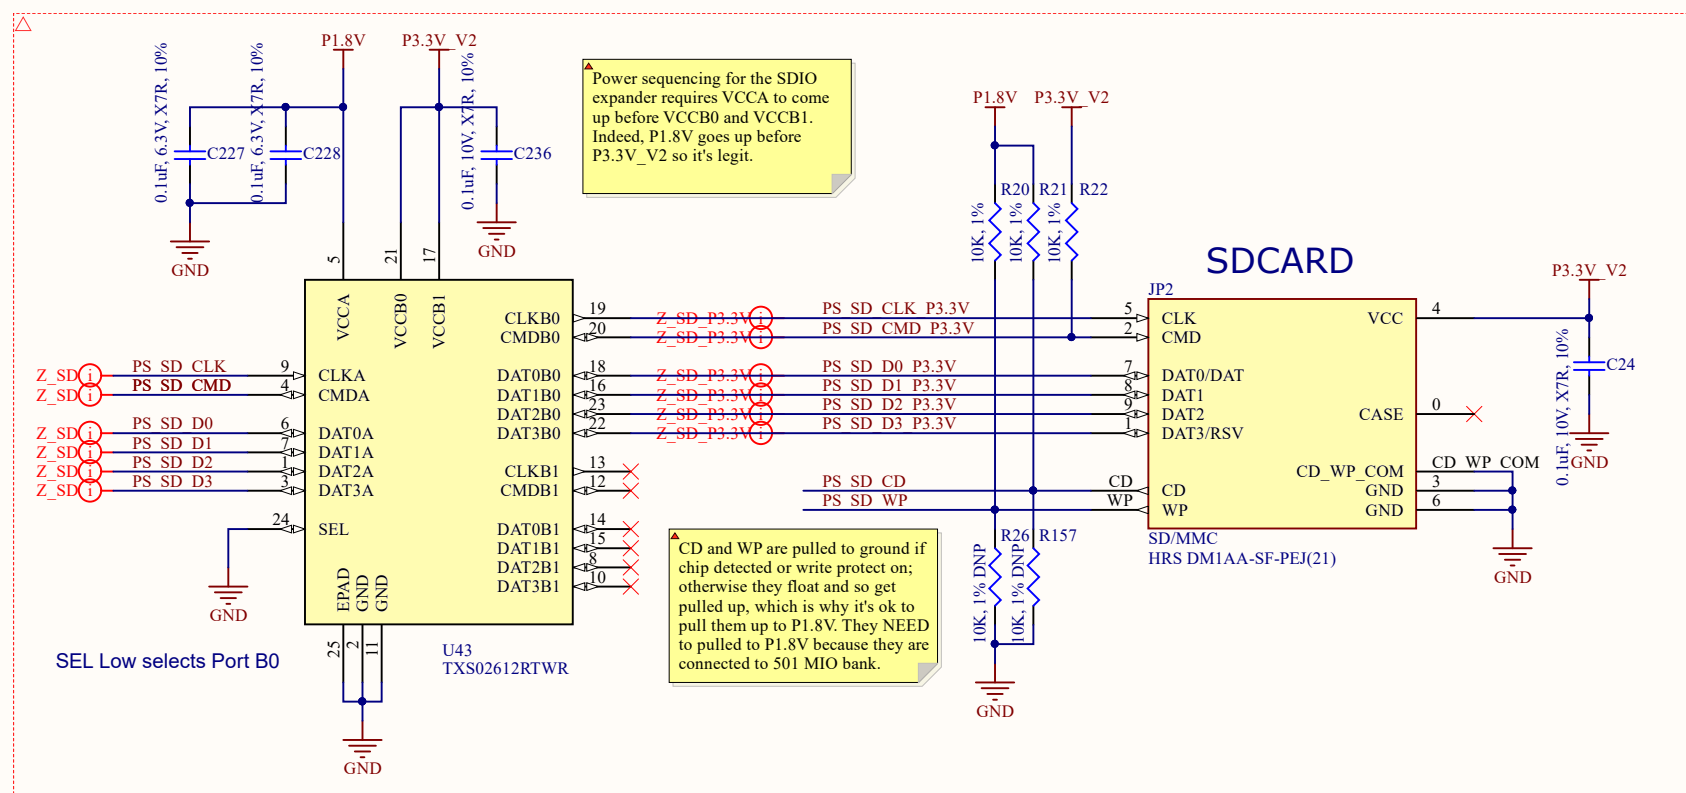 P1.8V
P3.3V_V2
0.1uF, 6.3V, X7R, 10%
C227
0.1uF, 6.3V, X7R, 10%
C228
0.1uF, 10V, X7R, 10%
C236
GND
GND
Power sequencing for the SDIO
expander requires VCCA to come
up before VCCB0 and VCCB1.
Indeed, P1.8V goes up before
P3.3V_V2 so it's legit.
P1.8V
P3.3V_V2
R20
R21
R22
10K, 1%
10K, 1%
10K, 1%
5
21
17
VCCA
VCCB0
VCCB1
Z_SD i PS_SD_CLK 9 CLKA
Z_SD i PS_SD_CMD 4 CMDA
Z_SD i PS_SD_D0 6 DAT0A
Z_SD i PS_SD_D1 7 DAT1A
Z_SD i PS_SD_D2 1 DAT2A
Z_SD i PS_SD_D3 3 DAT3A
24 SEL
GND
CLKB0 19 Z_SD_P3.3V i PS_SD_CLK_P3.3V
CMDB0 20 Z_SD_P3.3V i PS_SD_CMD_P3.3V
DAT0B0 18 Z_SD_P3.3V i PS_SD_D0_P3.3V
DAT1B0 16 Z_SD_P3.3V i PS_SD_D1_P3.3V
DAT2B0 23 Z_SD_P3.3V i PS_SD_D2_P3.3V
DAT3B0 22 Z_SD_P3.3V i PS_SD_D3_P3.3V
CLKB1 13
CMDB1 12
DAT0B1 14
DAT1B1 15
DAT2B1 8
DAT3B1 10
EPAD
GND
GND
25
2
11
GND
SEL Low selects Port B0
U43
TXS02612RTWR
PS_SD_CD
PS_SD_WP
CD and WP are pulled to ground if
chip detected or write protect on;
otherwise they float and so get
pulled up, which is why it's ok to
pull them up to P1.8V. They NEED
to pulled to P1.8V because they are
connected to 501 MIO bank.
R26
R157
10K, 1% DNP
10K, 1% DNP
GND
SDCARD
JP2
5 CLK
2 CMD
7 DAT0/DAT
8 DAT1
9 DAT2
1 DAT3/RSV
CD CD
WP WP
VCC 4
CASE 0
CD_WP_COM CD_WP_COM
GND 3
GND 6
SD/MMC
HRS DM1AA-SF-PEJ(21)
GND
P3.3V_V2
0.1uF, 10V, X7R, 10%
C24
GND